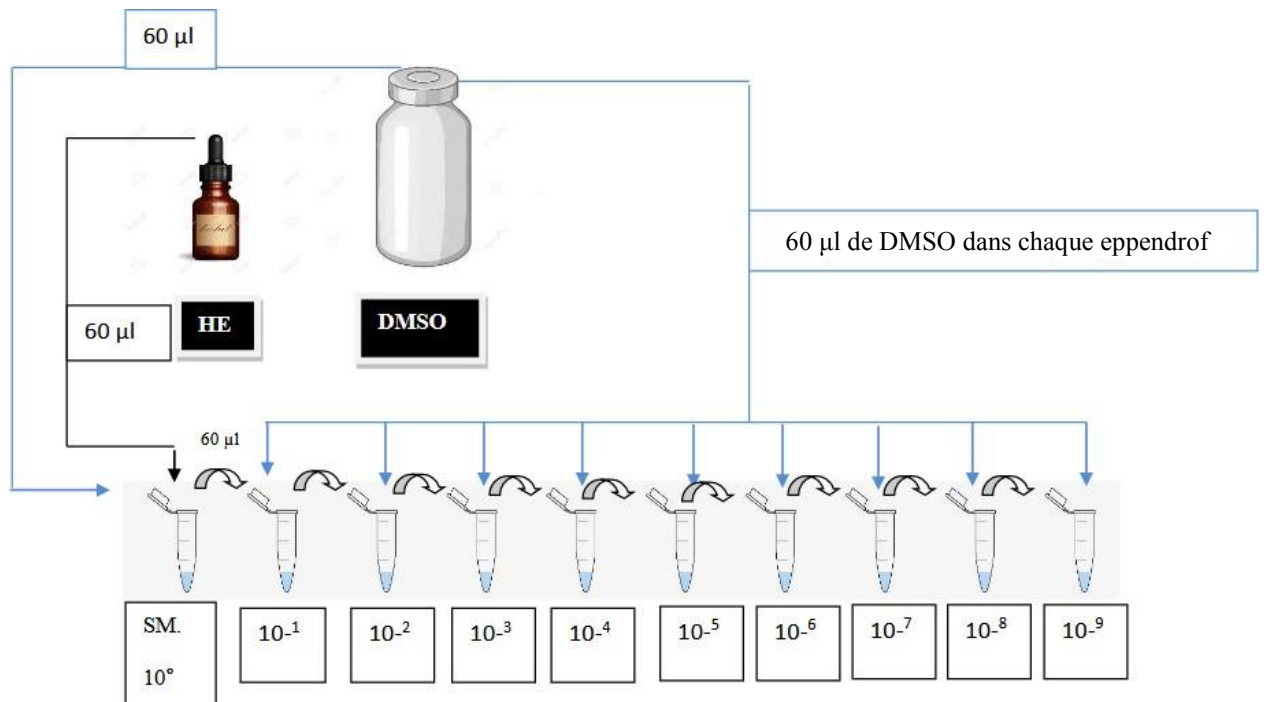 60 µl
60 µl de DMSO dans chaque eppendrof
60 µl
HE
DMSO
60 µl
SM.
10°
10-¹
10-²
10-³
10-⁴
10-⁵
10-⁶
10-⁷
10-⁸
10-⁹